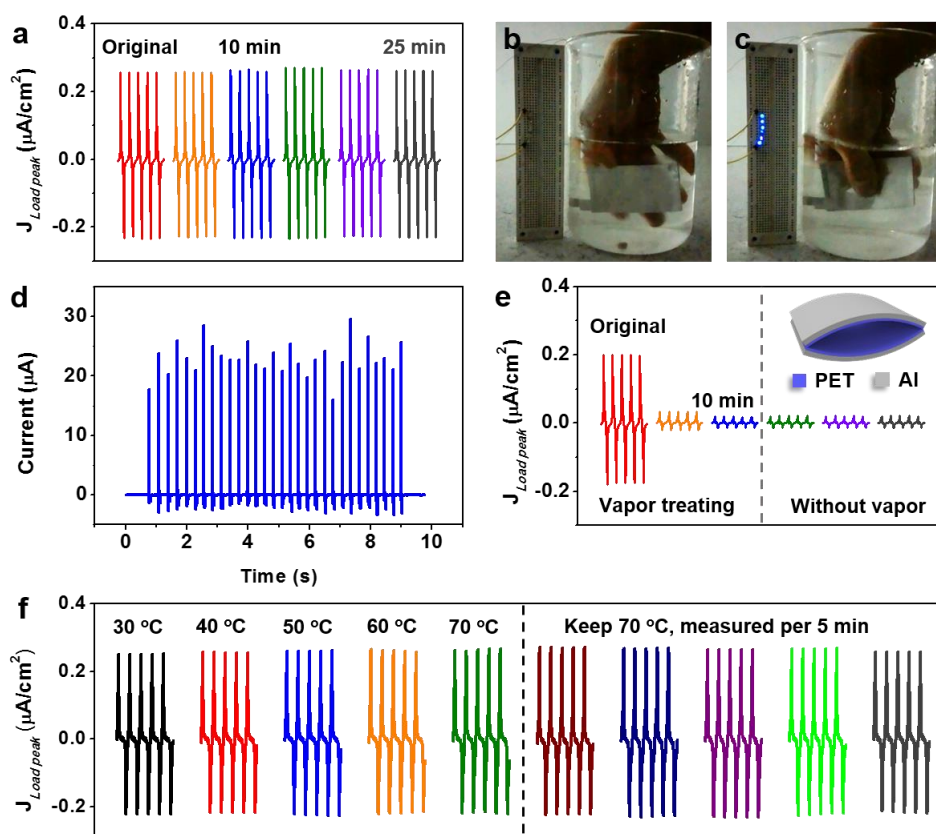 a
0.4
0.2
0.0
-0.2
J Load peak (µA/cm²)
Original 10 min 25 min
b
c
d
30
20
10
0
Current (µA)
0 2 4 6 8 10
Time (s)
e
0.4
0.2
0.0
-0.2
J Load peak (µA/cm²)
Original
10 min
PET Al
Vapor treating Without vapor
f
0.4
0.2
0.0
-0.2
J Load peak (µA/cm²)
30 °C 40 °C 50 °C 60 °C 70 °C Keep 70 °C, measured per 5 min